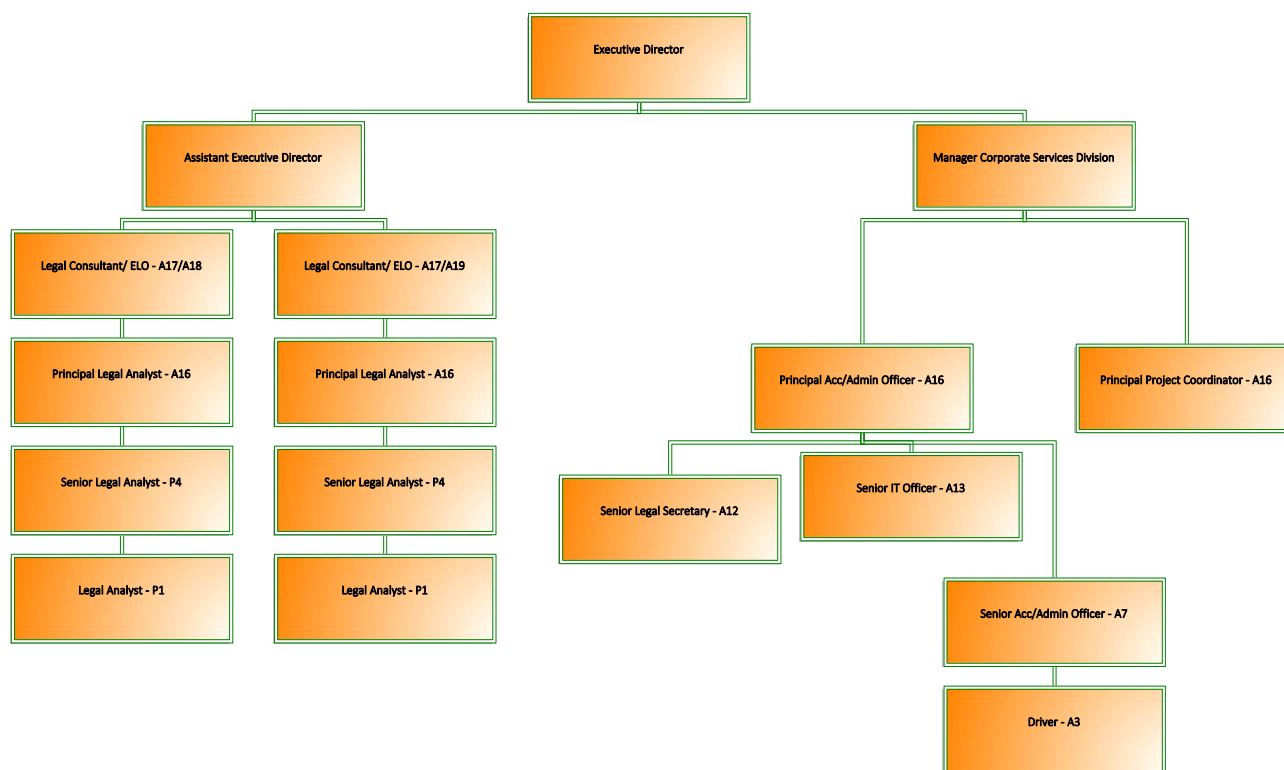 Executive Director
Assistant Executive Director
Manager Corporate Services Division
Legal Consultant/ ELO - A17/A18
Legal Consultant/ ELO - A17/A19
Principal Legal Analyst - A16
Principal Legal Analyst - A16
Principal Acc/Admin Officer - A16
Principal Project Coordinator - A16
Senior Legal Analyst - P4
Senior Legal Analyst - P4
Senior Legal Secretary - A12
Senior IT Officer - A13
Legal Analyst - P1
Legal Analyst - P1
Senior Acc/Admin Officer - A7
Driver - A3